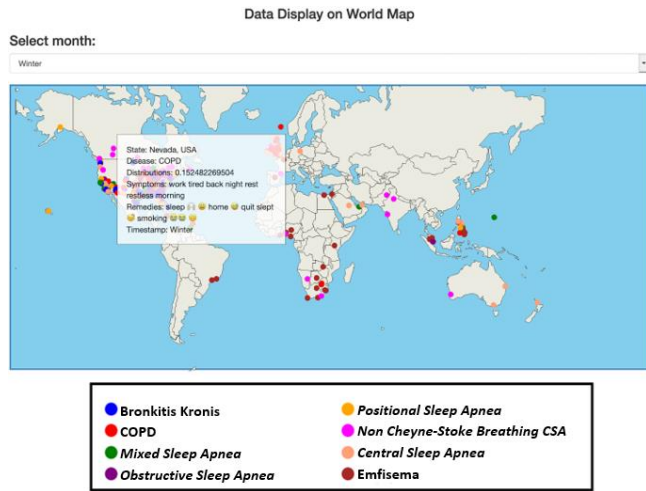 Data Display on World Map
Select month:
Winter
State: Nevada, USA
Disease: COPD
Distributions: 0.152482269504
Symptoms: work tired back night rest
restless morning
Remedies: sleep home quit slept
smoking
Timestamp: Winter
Bronkitis Kronis
COPD
Mixed Sleep Apnea
Obstructive Sleep Apnea
Positional Sleep Apnea
Non Cheyne-Stoke Breathing CSA
Central Sleep Apnea
Emfisema